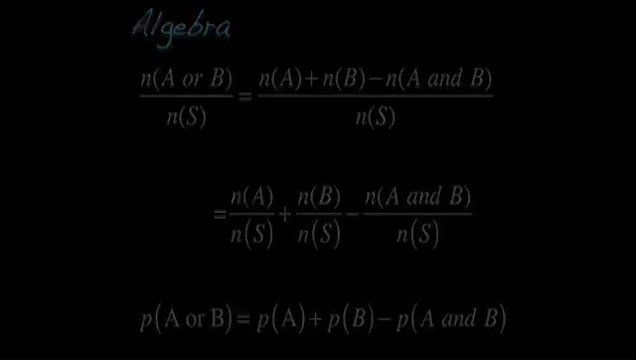 Algebra
n(A or B)/n(S) = n(A)+n(B)−n(A and B)/n(S)
= n(A)/n(S) + n(B)/n(S) − n(A and B)/n(S)
p(A or B)= p(A)+ p(B)− p(A and B)